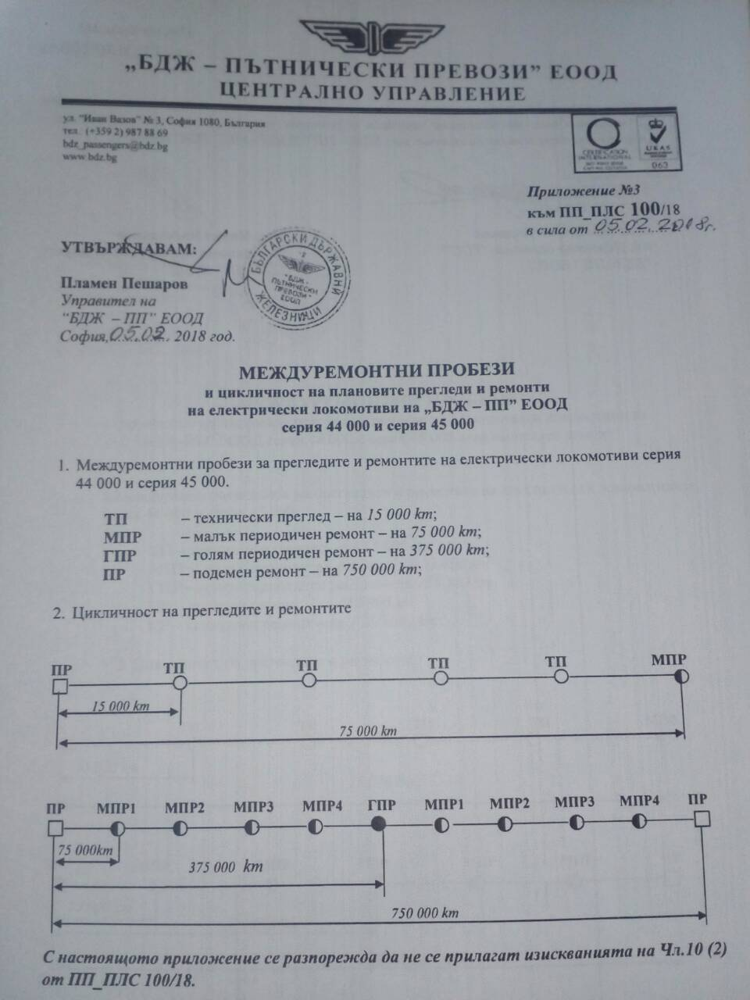 „БДЖ – ПЪТНИЧЕСКИ ПРЕВОЗИ” ЕООД
ЦЕНТРАЛНО УПРАВЛЕНИЕ
ул. "Иван Вазов" № 3, София 1080, България
тел. (+359 2) 987 88 69
bdz_passengers@bdz.bg
www.bdz.bg
CERTIFICATION
INTERNATIONAL
UKAS
063
Приложение №3
към ПП_ПЛС 100/18
в сила от 05.02.2018г.
УТВЪРЖДАВАМ:
БЪЛГАРСКИ ДЪРЖАВНИ
ЖЕЛЕЗНИЦИ
"БДЖ -
ПЪТНИЧЕСКИ
ПРЕВОЗИ"
ЕООД
Пламен Пешаров
Управител на
“БДЖ – ПП” ЕООД
София,05.02. 2018 год.
МЕЖДУРЕМОНТНИ ПРОБЕЗИ
и цикличност на плановите прегледи и ремонти
на електрически локомотиви на „БДЖ – ПП” ЕООД
серия 44 000 и серия 45 000
1. Междуремонтни пробези за прегледите и ремонтите на електрически локомотиви серия
44 000 и серия 45 000.
ТП – технически преглед – на 15 000 km;
МПР – малък периодичен ремонт – на 75 000 km;
ГПР – голям периодичен ремонт – на 375 000 km;
ПР – подемен ремонт – на 750 000 km;
2. Цикличност на прегледите и ремонтите
ПР ТП ТП ТП ТП МПР
15 000 km
75 000 km
ПР МПР1 МПР2 МПР3 МПР4 ГПР МПР1 МПР2 МПР3 МПР4 ПР
75 000km
375 000 km
750 000 km
С настоящото приложение се разпорежда да не се прилагат изискванията на Чл.10 (2)
от ПП_ПЛС 100/18.